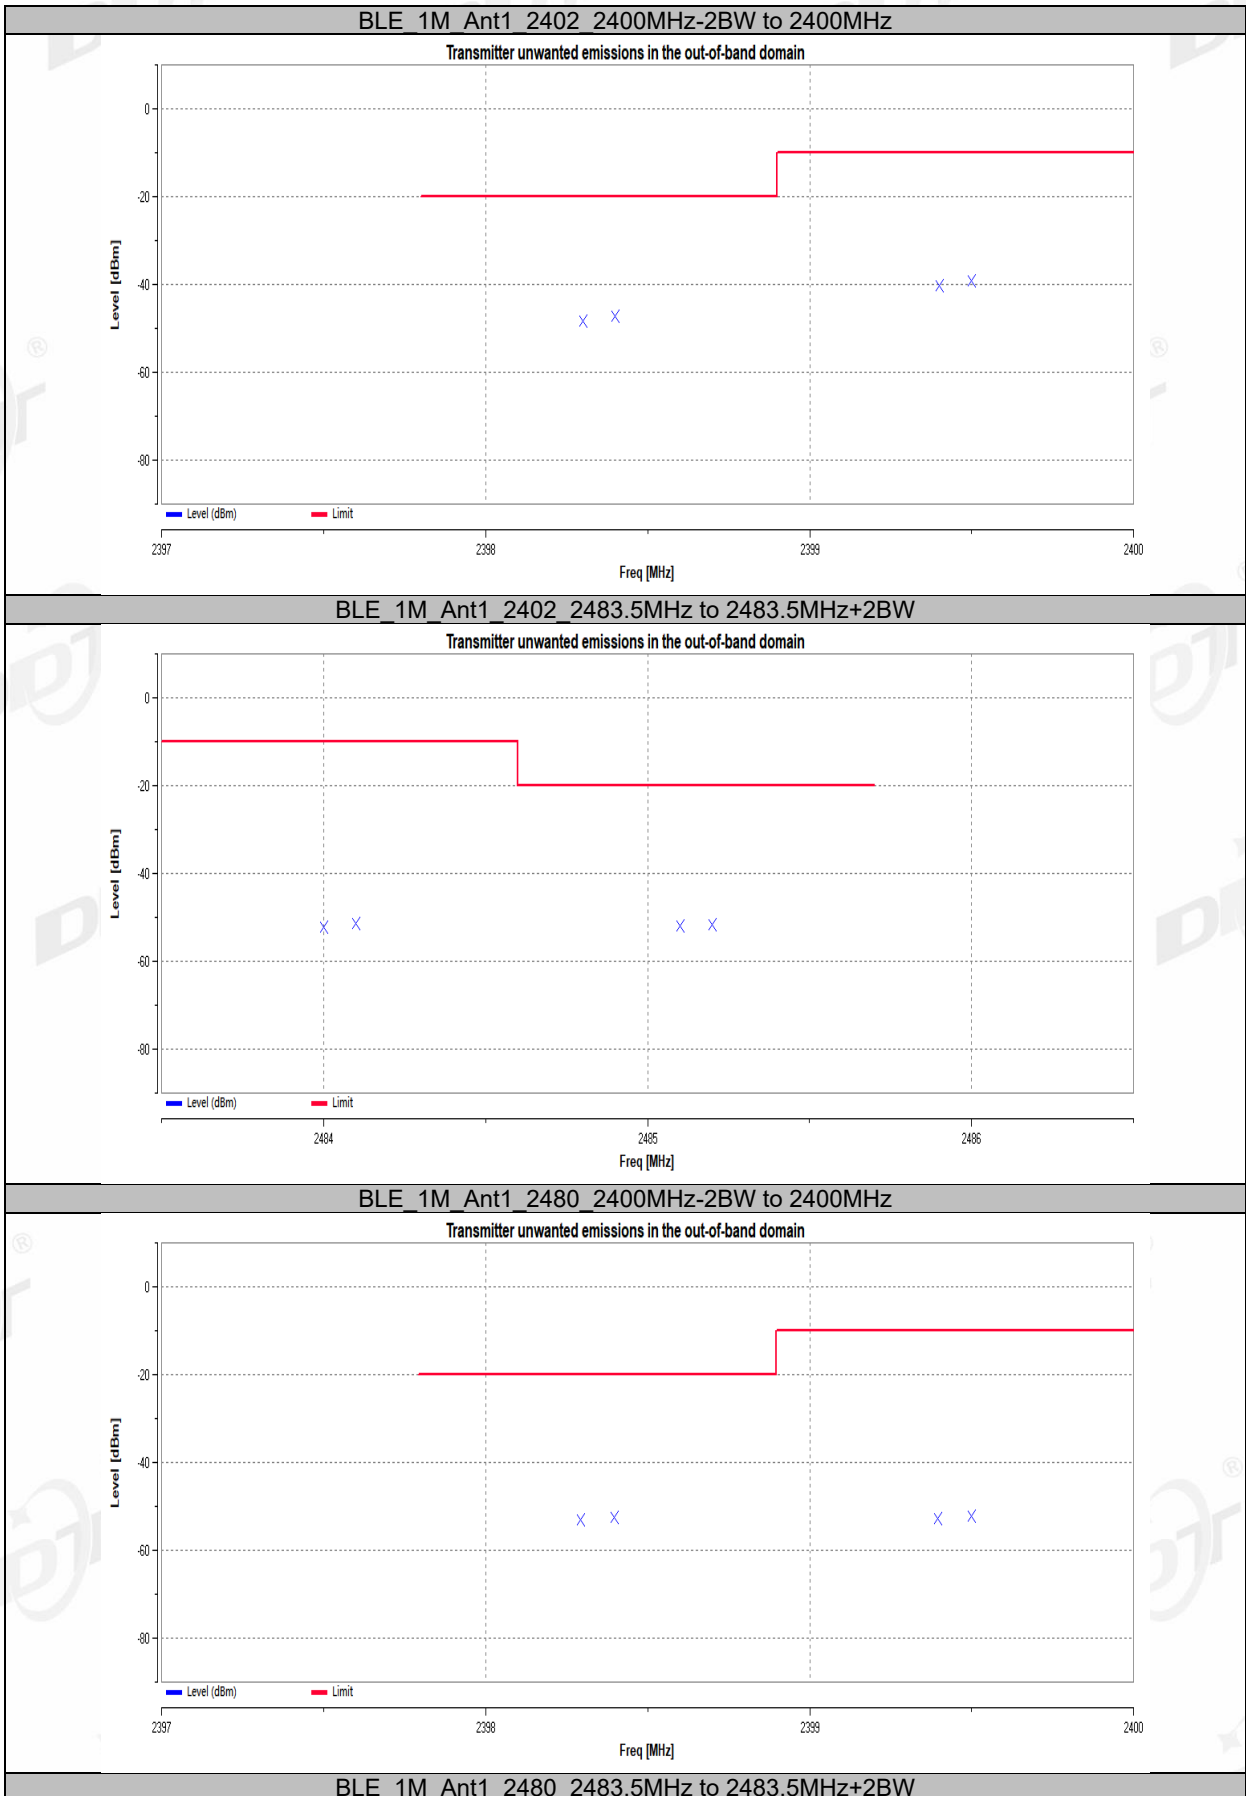 BLE_1M_Ant1_2402_2400MHz-2BW to 2400MHz
Transmitter unwanted emissions in the out-of-band domain
0
-20
-40
-60
-80
Level [dBm]
Level (dBm) Limit
2397 2398 2399 2400
Freq [MHz]
BLE_1M_Ant1_2402_2483.5MHz to 2483.5MHz+2BW
Transmitter unwanted emissions in the out-of-band domain
0
-20
-40
-60
-80
Level [dBm]
Level (dBm) Limit
2484 2485 2486
Freq [MHz]
BLE_1M_Ant1_2480_2400MHz-2BW to 2400MHz
Transmitter unwanted emissions in the out-of-band domain
0
-20
-40
-60
-80
Level [dBm]
Level (dBm) Limit
2397 2398 2399 2400
Freq [MHz]
BLE_1M_Ant1_2480_2483.5MHz to 2483.5MHz+2BW